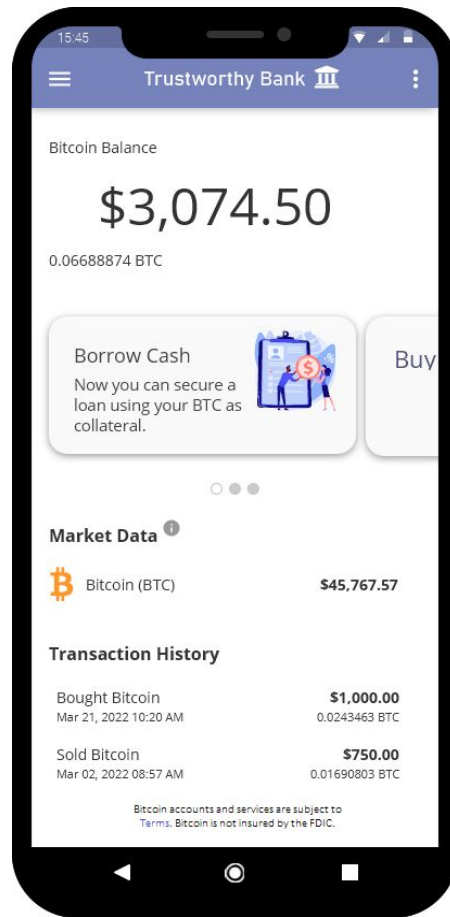 15:45
Trustworthy Bank
Bitcoin Balance
$3,074.50
0.06688874 BTC
Borrow Cash
Now you can secure a
loan using your BTC as
collateral.
$
%
Buy
Market Data
Bitcoin (BTC)
$45,767.57
Transaction History
Bought Bitcoin
$1,000.00
Mar 21, 2022 10:20 AM
0.0243463 BTC
Sold Bitcoin
$750.00
Mar 02, 2022 08:57 AM
0.01690803 BTC
Bitcoin accounts and services are subject to
Terms. Bitcoin is not insured by the FDIC.